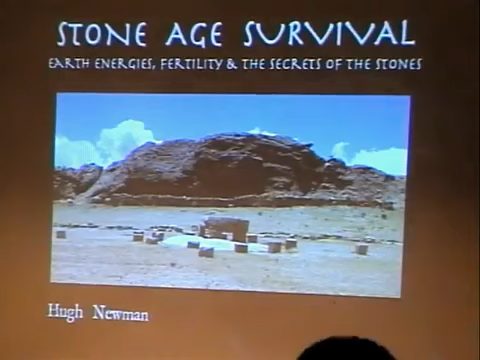 STONE AGE SURVIVAL
EARTH ENERGIES, FERTILITY & THE SECRETS OF THE STONES
Hugh Newman